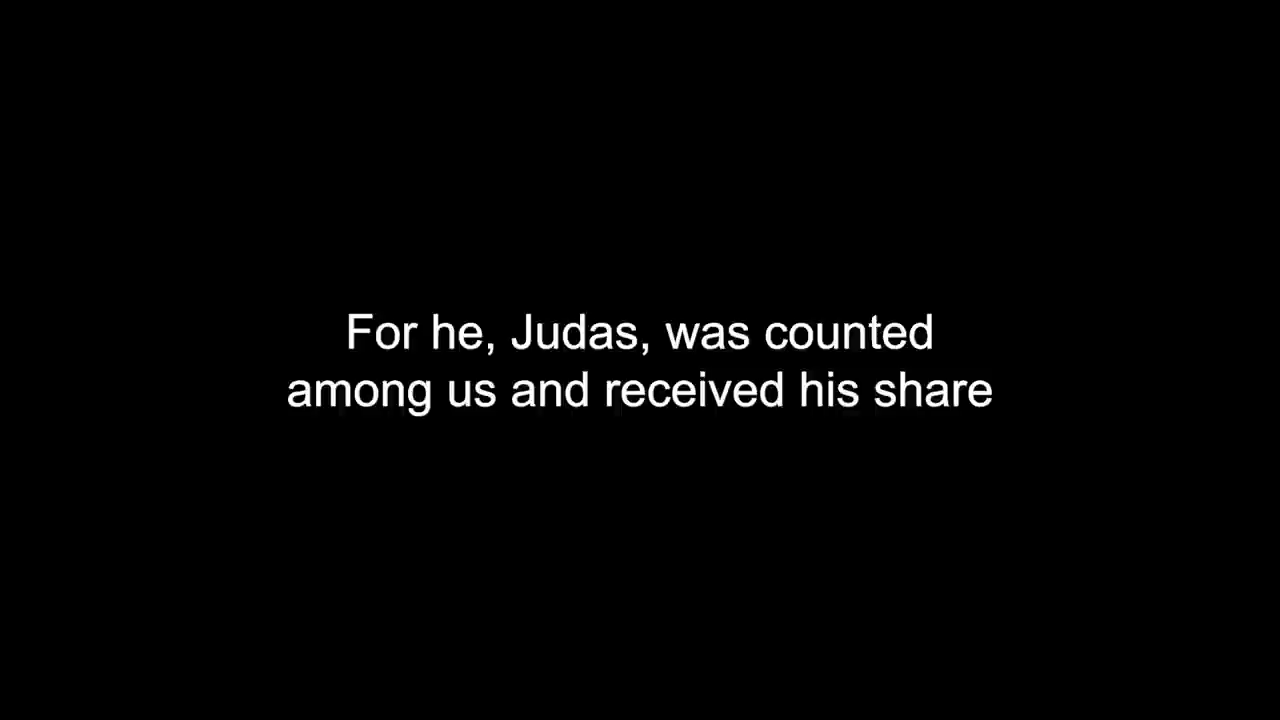 For he, Judas, was counted
among us and received his share